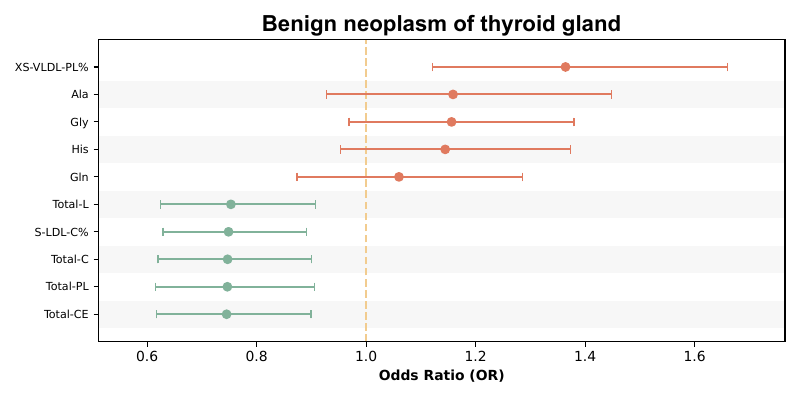 Benign neoplasm of thyroid gland
XS-VLDL-PL%
Ala
Gly
His
Gln
Total-L
S-LDL-C%
Total-C
Total-PL
Total-CE
0.6 0.8 1.0 1.2 1.4 1.6
Odds Ratio (OR)